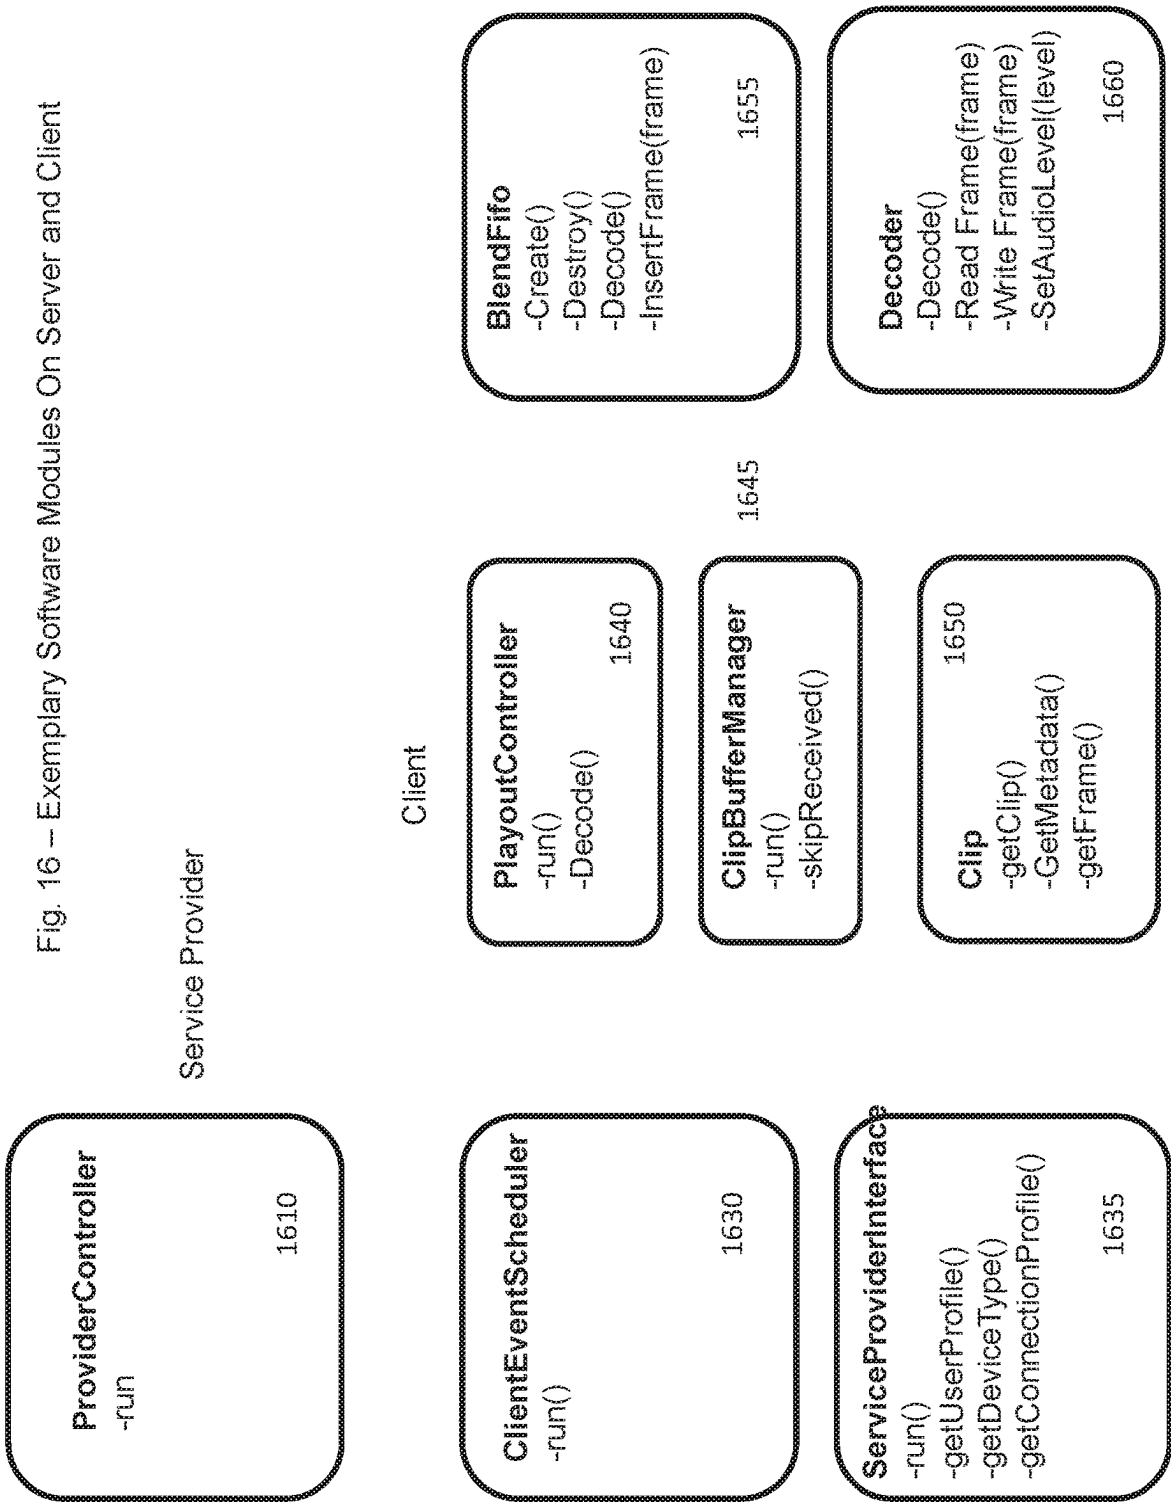 Fig. 16 – Exemplary Software Modules On Server and Client
Service Provider
ProviderController
-run
1610
Client
ClientEventScheduler
-run()
1630
PlayoutController
-run()
-Decode()
1640
BlendFifo
-Create()
-Destroy()
-Decode()
-InsertFrame(frame)
1655
ClipBufferManager
-run()
-skipReceived()
1645
ServiceProviderInterface
-run()
-getUserProfile()
-getDeviceType()
-getConnectionProfile()
1635
Clip
-getClip()
-GetMetadata()
-getFrame()
1650
Decoder
-Decode()
-Read Frame(frame)
-Write Frame(frame)
-SetAudioLevel(level)
1660